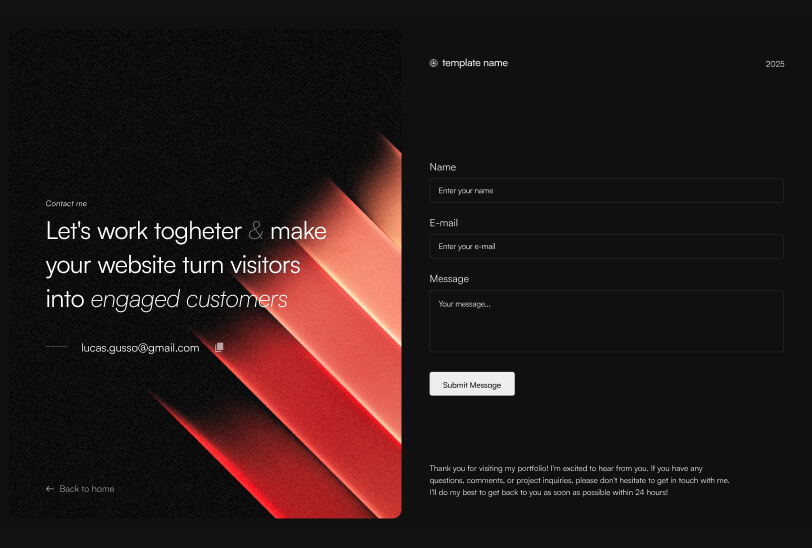 Contact me
Let's work togheter & make
your website turn visitors
into engaged customers
lucas.gusso@gmail.com
← Back to home
template name
2025
Name
Enter your name
E-mail
Enter your e-mail
Message
Your message...
Submit Message
Thank you for visiting my portfolio! I'm excited to hear from you. If you have any
questions, comments, or project inquiries, please don't hesitate to get in touch with me.
I'll do my best to get back to you as soon as possible within 24 hours!